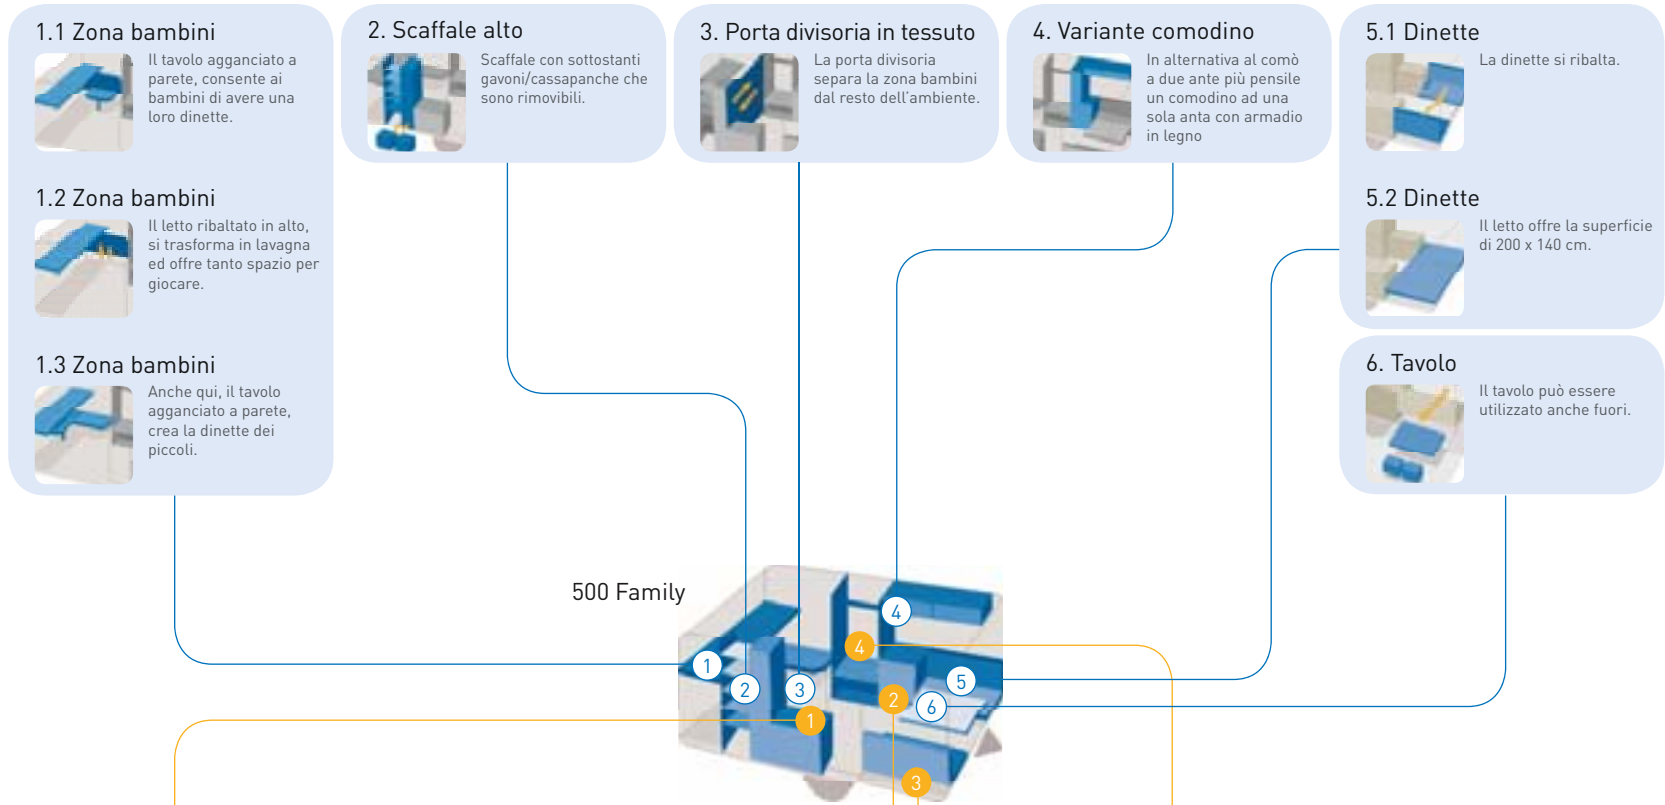 1.1 Zona bambini
Il tavolo agganciato a
parete, consente ai
bambini di avere una
loro dinette.
1.2 Zona bambini
Il letto ribaltato in alto,
si trasforma in lavagna
ed offre tanto spazio per
giocare.
1.3 Zona bambini
Anche qui, il tavolo
agganciato a parete,
crea la dinette dei
piccoli.
2. Scaffale alto
Scaffale con sottostanti
gavoni/cassapanche che
sono rimovibili.
3. Porta divisoria in tessuto
La porta divisoria
separa la zona bambini
dal resto dell'ambiente.
4. Variante comodino
In alternativa al comò
a due ante più pensile
un comodino ad una
sola anta con armadio
in legno
5.1 Dinette
La dinette si ribalta.
5.2 Dinette
Il letto offre la superficie
di 200 x 140 cm.
6. Tavolo
Il tavolo può essere
utilizzato anche fuori.
500 Family
4
4
1
2
3
5
2
6
1
3